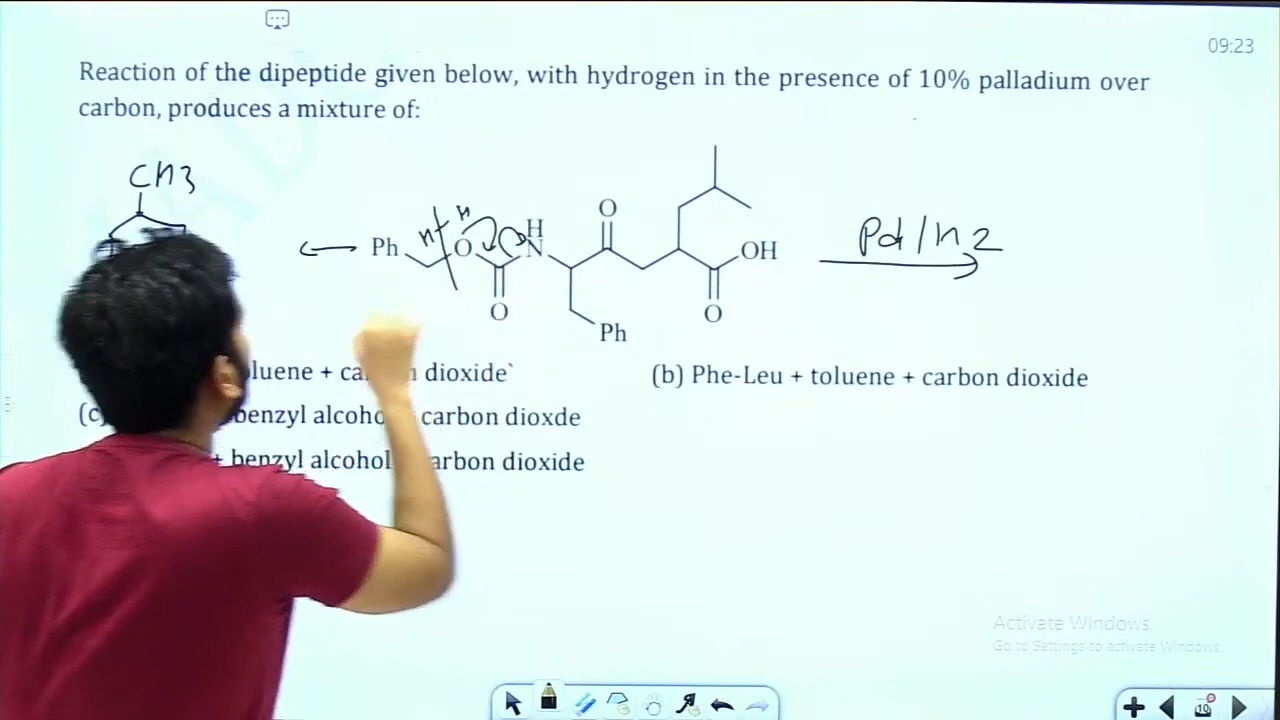 09:23
Reaction of the dipeptide given below, with hydrogen in the presence of 10% palladium over
carbon, produces a mixture of:
CH3
Ph
H H
O
O
H
N
O
Ph
OH
O
Pd/H2
dioxide`
(b) Phe-Leu + toluene + carbon dioxide
benzyl carbon dioxde
+ benzyl alcohol dioxide
Activate Windows
Go to Settings to activate Windows.
10